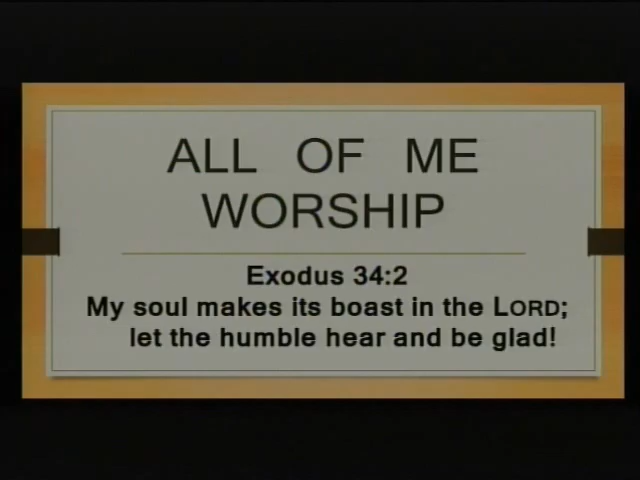 ALL OF ME
WORSHIP
Exodus 34:2
My soul makes its boast in the LORD;
let the humble hear and be glad!